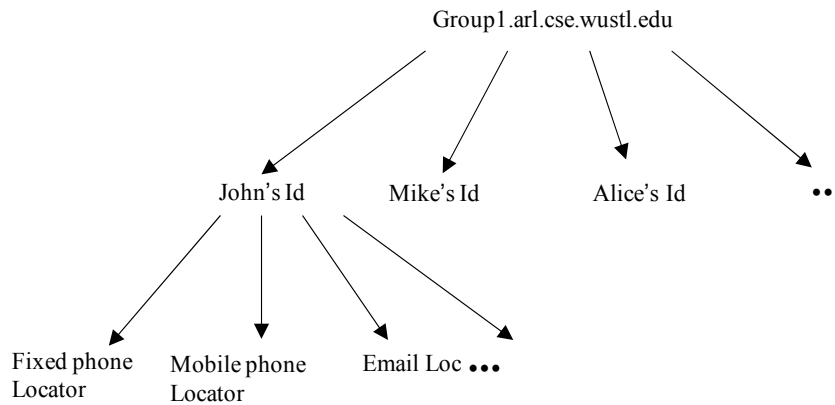 Group1.arl.cse.wustl.edu
John’s Id
Mike’s Id
Alice’s Id
••
Fixed phone
Locator
Mobile phone
Locator
Email Loc •••